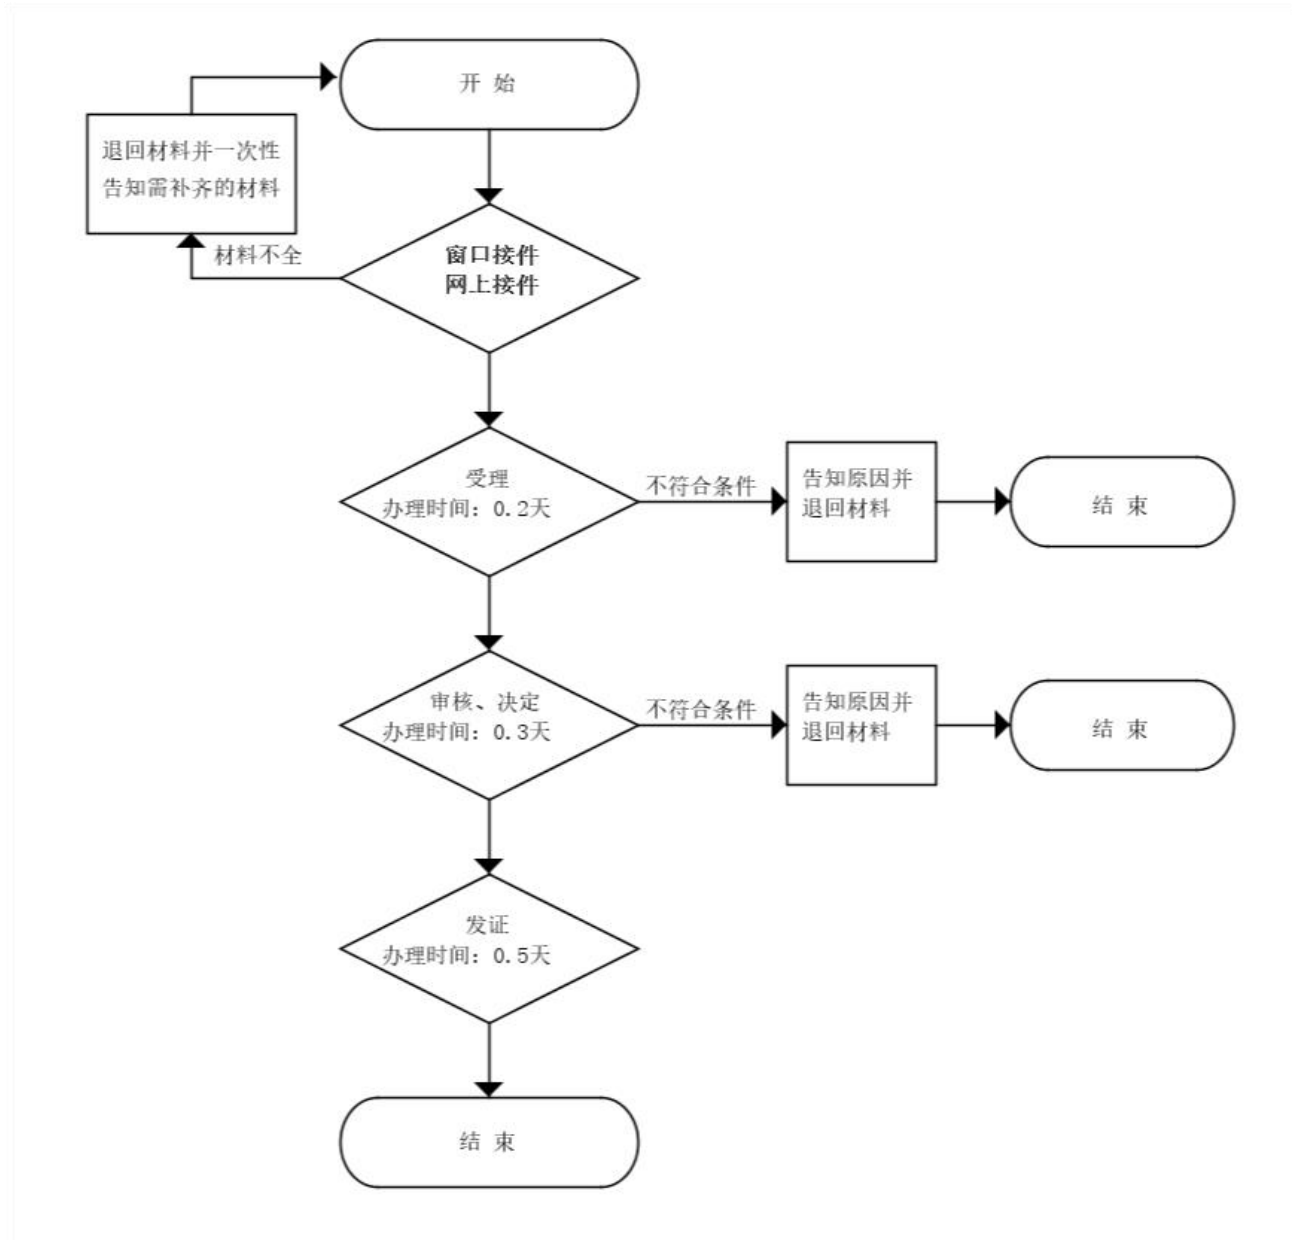 开 始
退回材料并一次性
告知需补齐的材料
材料不全
窗口接件
网上接件
受理
办理时间：0.2天
不符合条件
告知原因并
退回材料
结 束
审核、决定
办理时间：0.3天
不符合条件
告知原因并
退回材料
结 束
发证
办理时间：0.5天
结 束